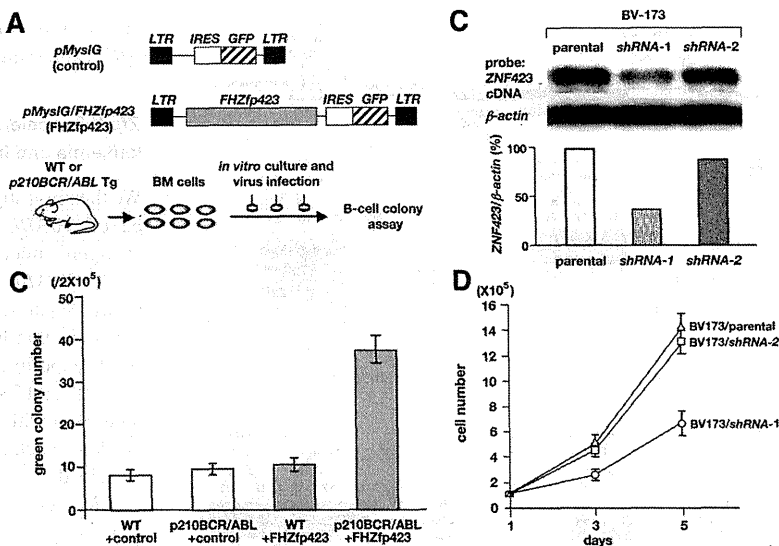 A
pMysIG
(control)
LTR IRES GFP LTR
pMysIG/FHZfp423
(FHZfp423)
LTR FHZfp423 IRES GFP LTR
WT or
p210BCR/ABL Tg
BM cells
in vitro culture and
virus infection
B-cell colony
assay
C
BV-173
parental shRNA-1 shRNA-2
probe:
ZNF423
cDNA
β-actin
ZNF423/β-actin (%)
100
50
0
parental shRNA-1 shRNA-2
C
(/2X10⁵)
green colony number
50
40
30
20
10
0
WT
+control
p210BCR/ABL
+control
WT
+FHZfp423
p210BCR/ABL
+FHZfp423
D
(X10⁵)
cell number
16
14
12
10
8
6
4
2
0
1 3 5
days
BV173/parental
BV173/shRNA-2
BV173/shRNA-1